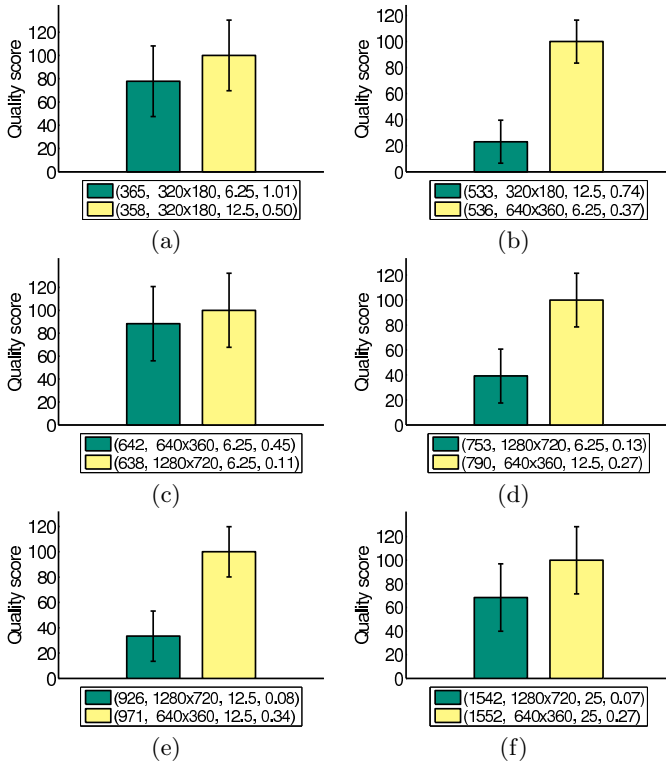 Quality score
120
100
80
60
40
20
0
(365, 320x180, 6.25, 1.01)
(358, 320x180, 12.5, 0.50)
(a)
Quality score
100
80
60
40
20
0
(533, 320x180, 12.5, 0.74)
(536, 640x360, 6.25, 0.37)
(b)
Quality score
120
100
80
60
40
20
0
(642, 640x360, 6.25, 0.45)
(638, 1280x720, 6.25, 0.11)
(c)
Quality score
120
100
80
60
40
20
0
(753, 1280x720, 6.25, 0.13)
(790, 640x360, 12.5, 0.27)
(d)
Quality score
120
100
80
60
40
20
0
(926, 1280x720, 12.5, 0.08)
(971, 640x360, 12.5, 0.34)
(e)
Quality score
120
100
80
60
40
20
0
(1542, 1280x720, 25, 0.07)
(1552, 640x360, 25, 0.27)
(f)